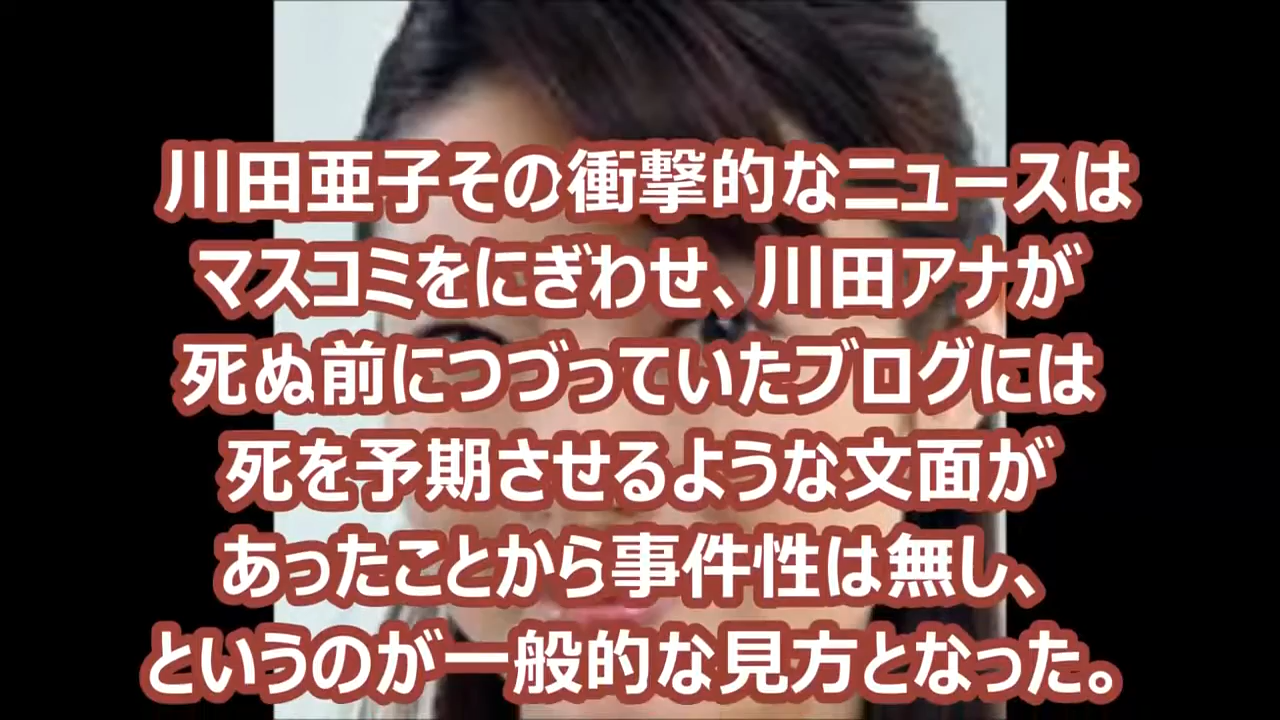 川田亜子その衝撃的なニュースは
マスコミをにぎわせ、川田アナが
死ぬ前につづっていたブログには
死を予期させるような文面が
あったことから事件性は無し、
というのが一般的な見方となった。